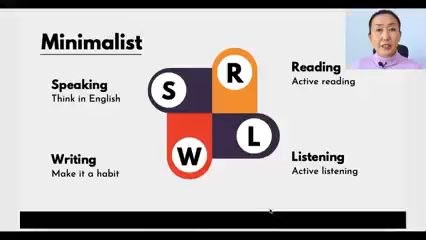 Minimalist
Speaking
Think in English
Reading
Active reading
S
R
W
L
Writing
Make it a habit
Listening
Active listening